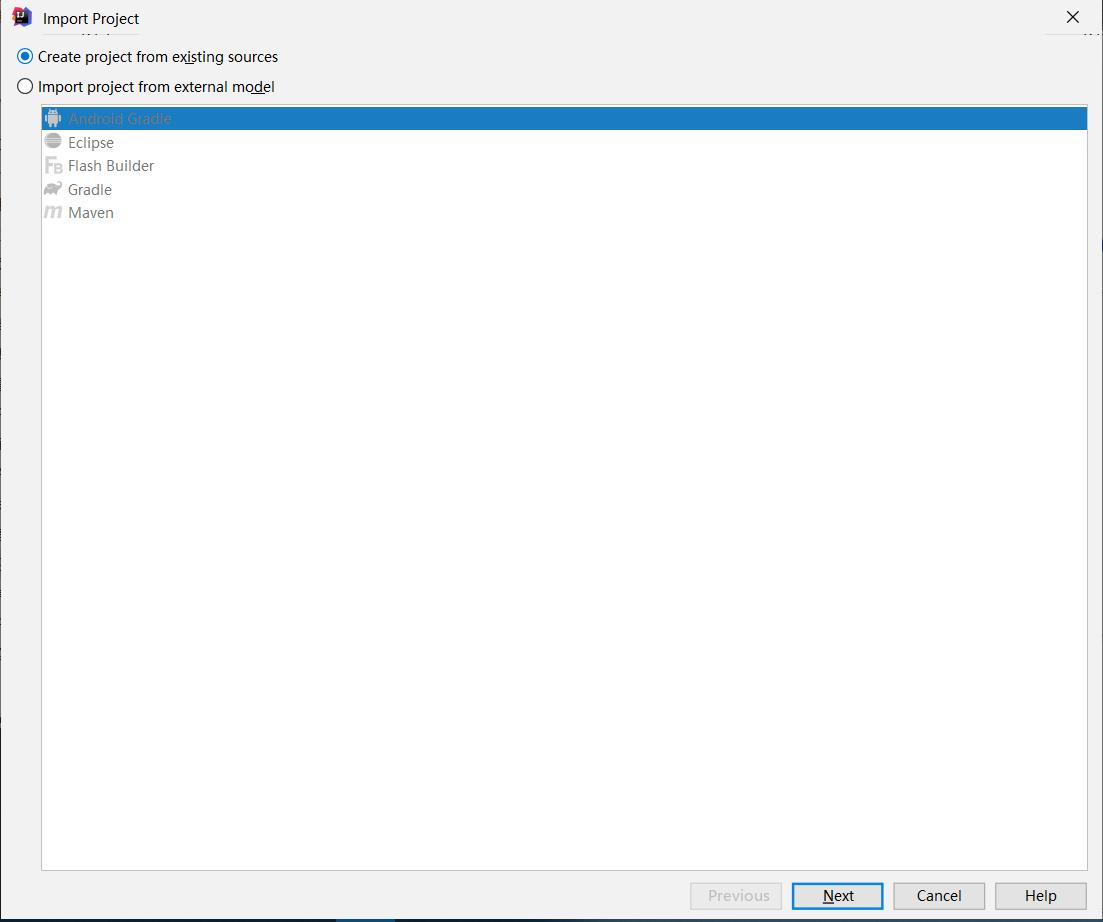 Import Project
Create project from existing sources
Import project from external model
Android Gradle
Eclipse
Flash Builder
Gradle
Maven
Previous Next Cancel Help